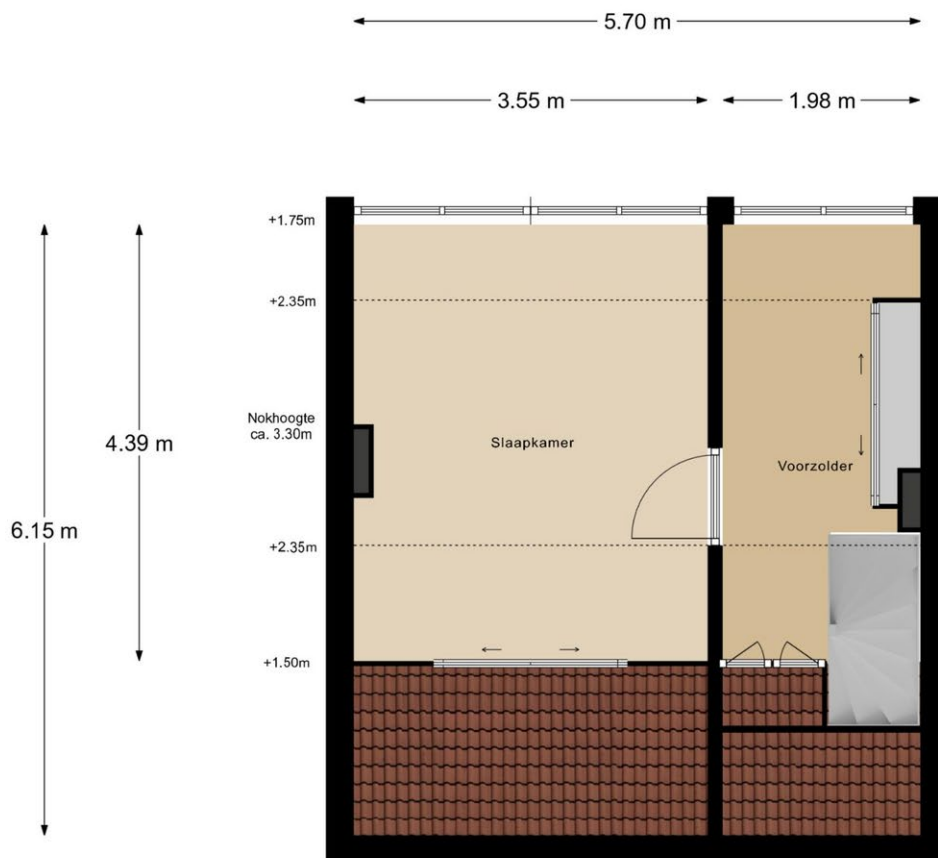 5.70 m
3.55 m
1.98 m
+1.75m
+2.35m
Nokhoogte
ca. 3.30m
4.39 m
Slaapkamer
Voorzolder
6.15 m
+2.35m
+1.50m